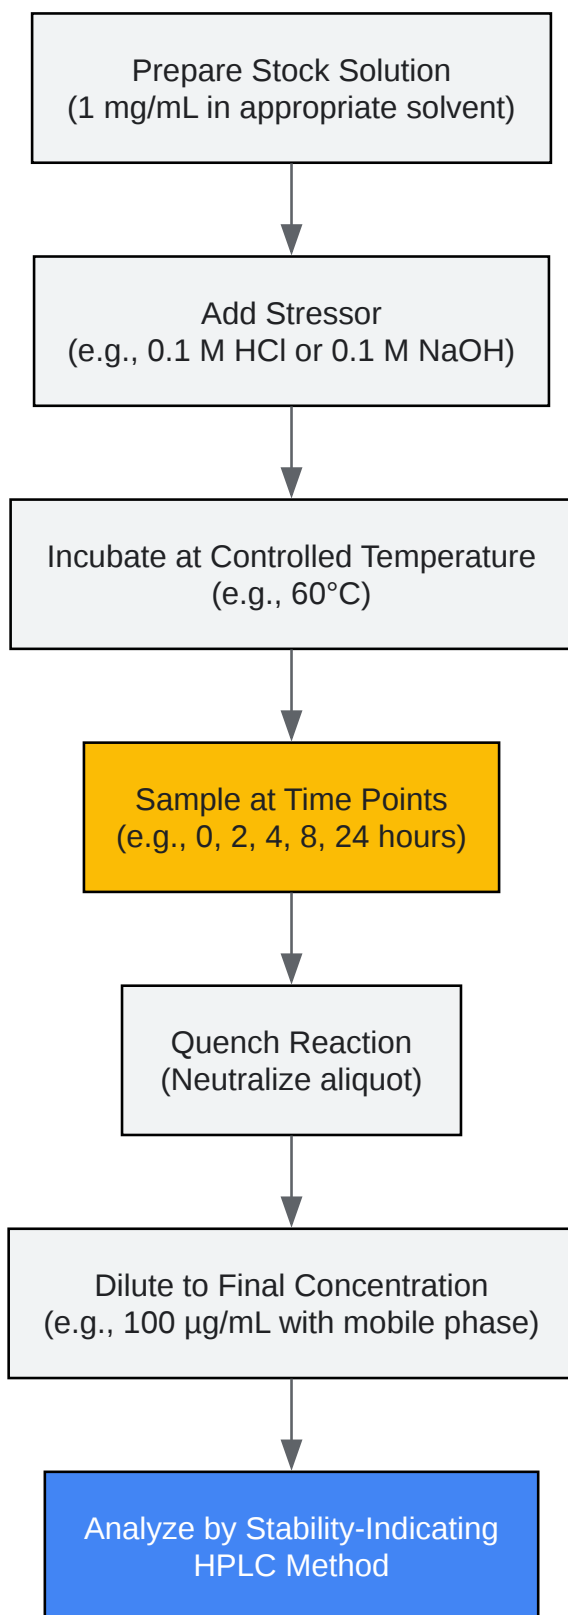 Prepare Stock Solution
(1 mg/mL in appropriate solvent)
Add Stressor
(e.g., 0.1 M HCl or 0.1 M NaOH)
Incubate at Controlled Temperature
(e.g., 60°C)
Sample at Time Points
(e.g., 0, 2, 4, 8, 24 hours)
Quench Reaction
(Neutralize aliquot)
Dilute to Final Concentration
(e.g., 100 µg/mL with mobile phase)
Analyze by Stability-Indicating
HPLC Method